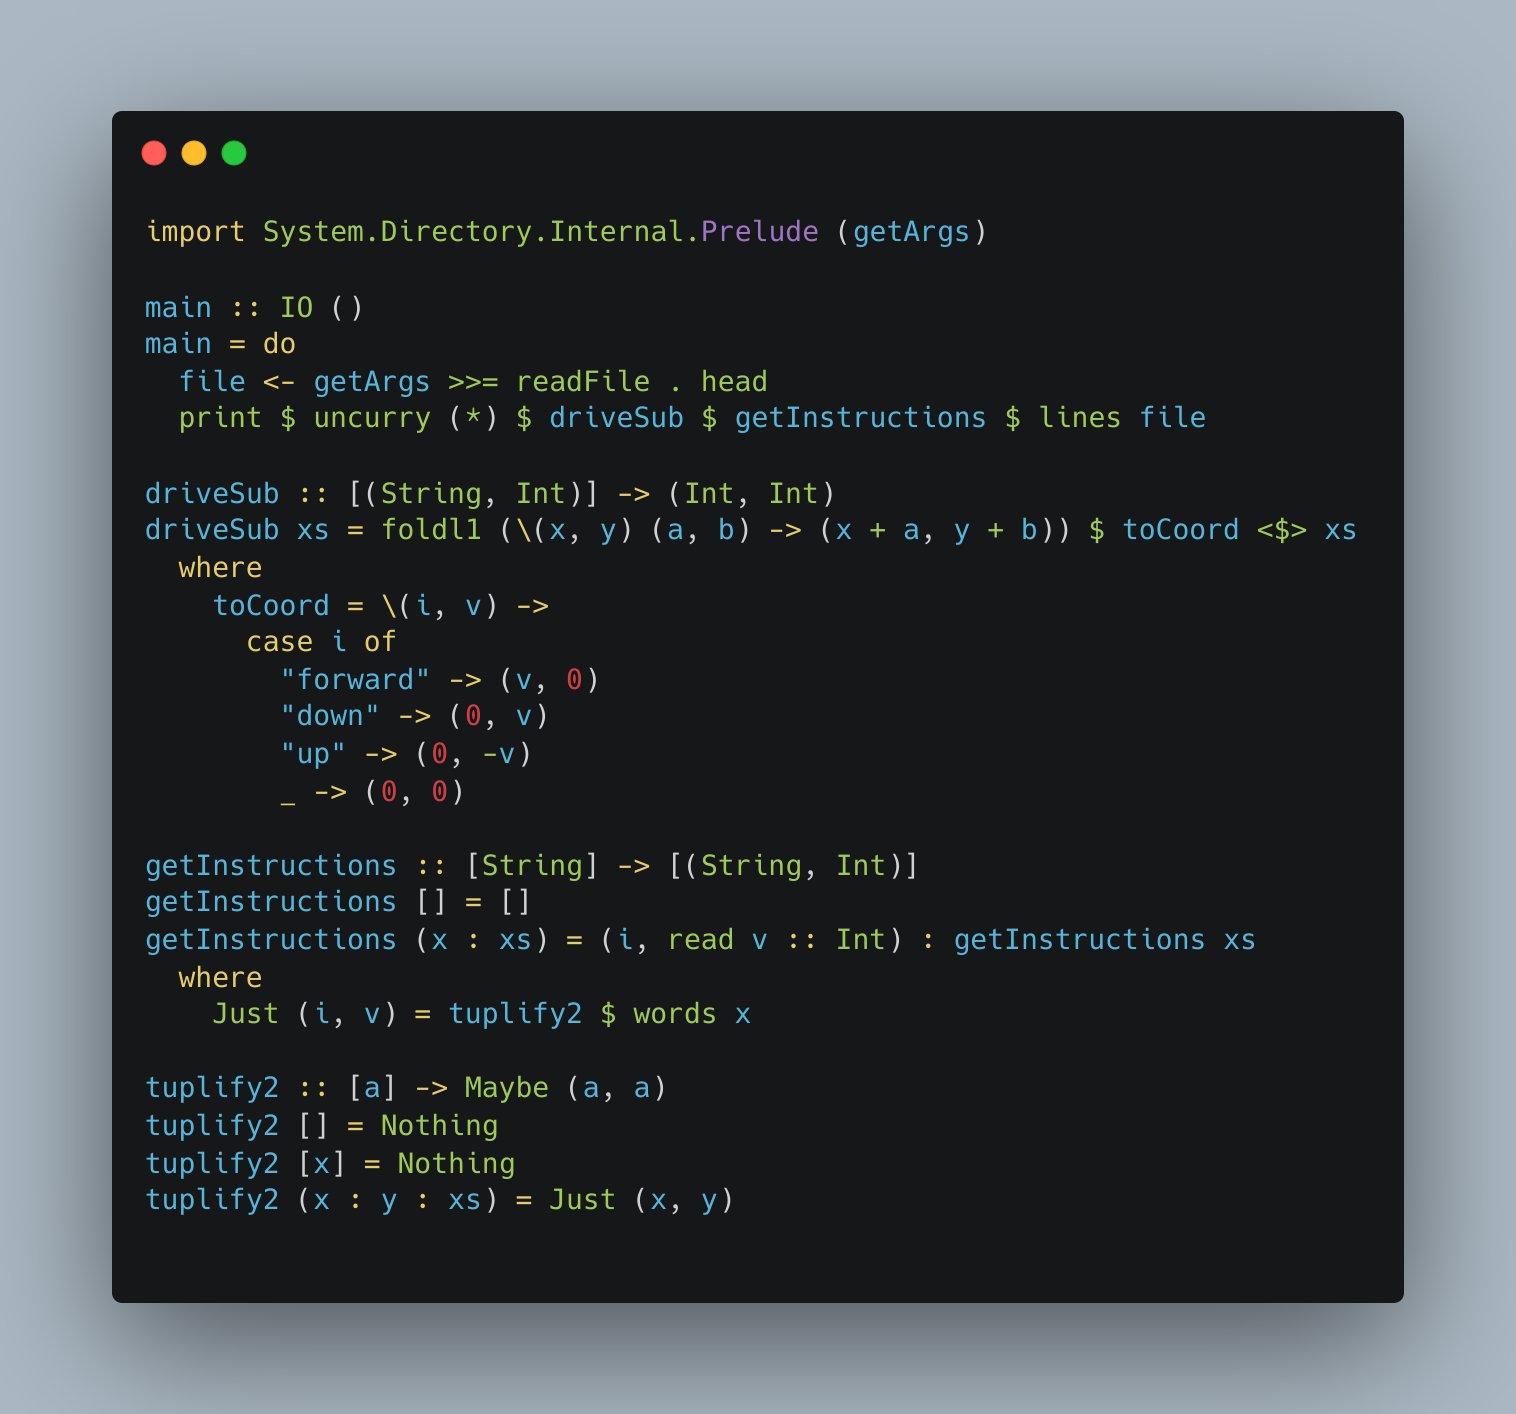 import System.Directory.Internal.Prelude (getArgs)

main :: IO ()
main = do
  file <- getArgs >>= readFile . head
  print $ uncurry (*) $ driveSub $ getInstructions $ lines file

driveSub :: [(String, Int)] -> (Int, Int)
driveSub xs = foldl1 (\(x, y) (a, b) -> (x + a, y + b)) $ toCoord <$> xs
  where
    toCoord = \(i, v) ->
      case i of
        "forward" -> (v, 0)
        "down" -> (0, v)
        "up" -> (0, -v)
        _ -> (0, 0)

getInstructions :: [String] -> [(String, Int)]
getInstructions [] = []
getInstructions (x : xs) = (i, read v :: Int) : getInstructions xs
  where
    Just (i, v) = tuplify2 $ words x

tuplify2 :: [a] -> Maybe (a, a)
tuplify2 [] = Nothing
tuplify2 [x] = Nothing
tuplify2 (x : y : xs) = Just (x, y)